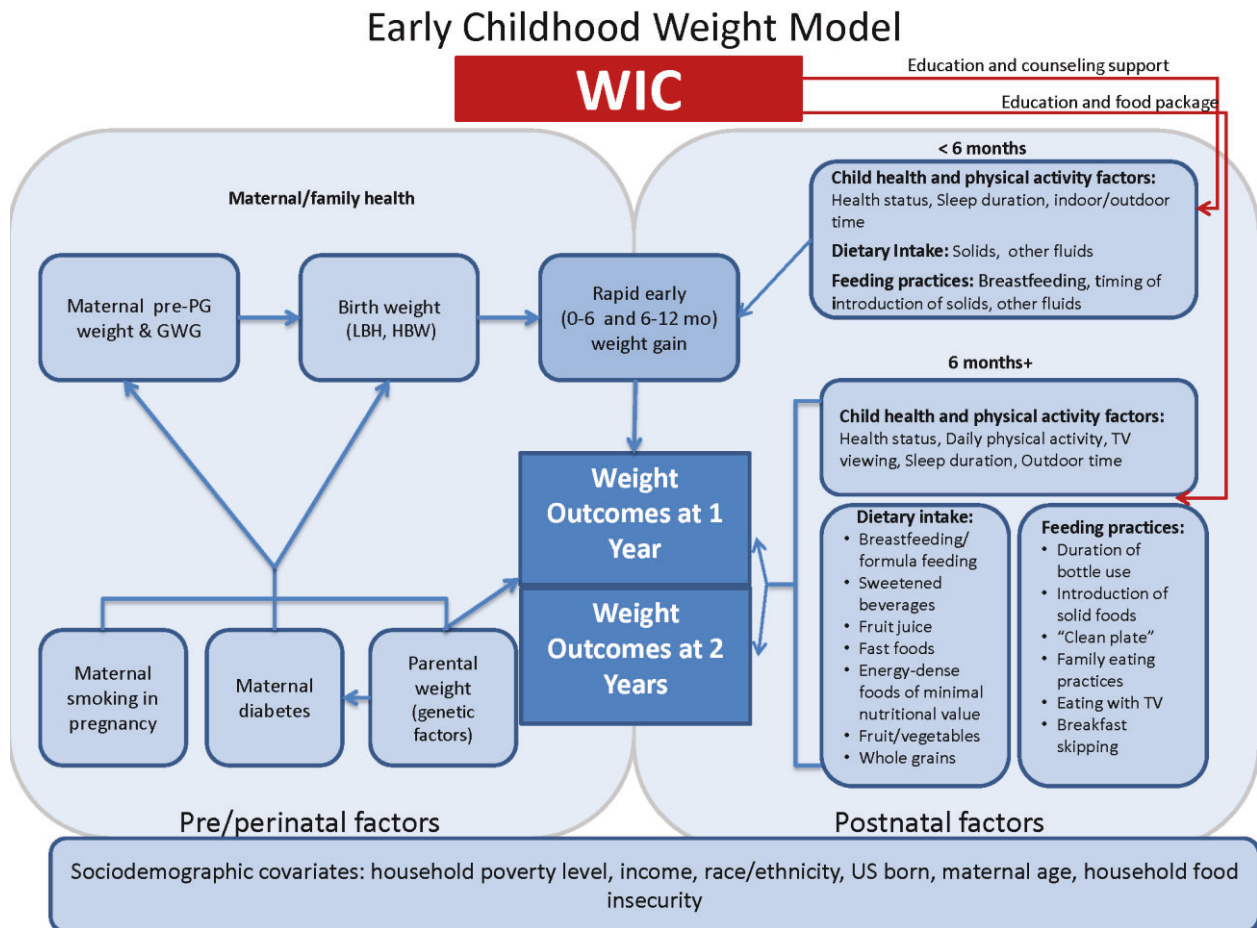 Early Childhood Weight Model
WIC
Education and counseling support
Education and food package
Maternal/family health
Maternal pre-PG
weight & GWG
Birth weight
(LBH, HBW)
Rapid early
(0-6 and 6-12 mo)
weight gain
< 6 months
Child health and physical activity factors:
Health status, Sleep duration, indoor/outdoor
time
Dietary Intake: Solids, other fluids
Feeding practices: Breastfeeding, timing of
introduction of solids, other fluids
6 months+
Child health and physical activity factors:
Health status, Daily physical activity, TV
viewing, Sleep duration, Outdoor time
Weight
Outcomes at 1
Year
Weight
Outcomes at 2
Years
Maternal
smoking in
pregnancy
Maternal
diabetes
Parental
weight
(genetic
factors)
Dietary intake:
• Breastfeeding/
formula feeding
• Sweetened
beverages
• Fruit juice
• Fast foods
• Energy-dense
foods of minimal
nutritional value
• Fruit/vegetables
• Whole grains
Feeding practices:
• Duration of
bottle use
• Introduction of
solid foods
• “Clean plate”
• Family eating
practices
• Eating with TV
• Breakfast
skipping
Pre/perinatal factors
Postnatal factors
Sociodemographic covariates: household poverty level, income, race/ethnicity, US born, maternal age, household food
insecurity